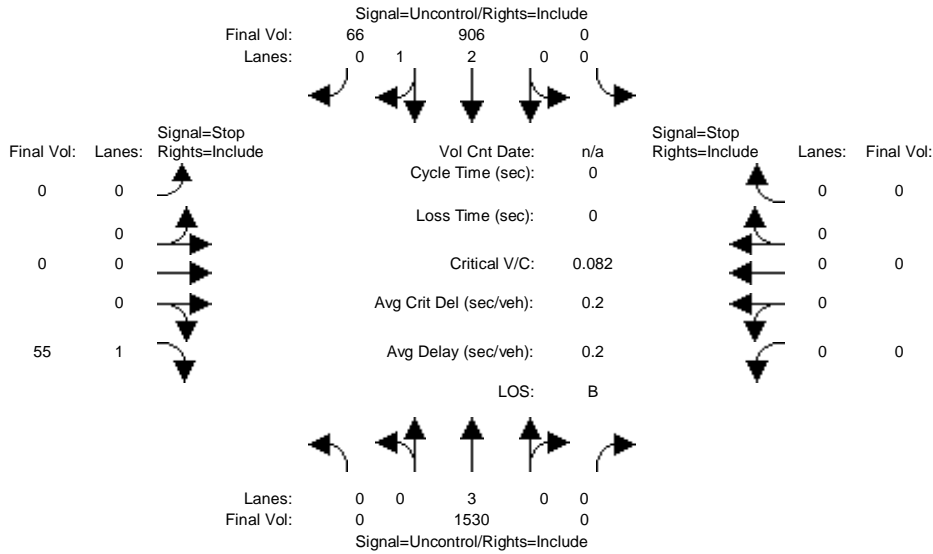 Signal=Uncontrol/Rights=Include
Final Vol: 66 906 0
Lanes: 0 1 2 0 0
Signal=Stop Signal=Stop
Final Vol: Lanes: Rights=Include Vol Cnt Date: n/a Rights=Include Lanes: Final Vol:
Cycle Time (sec): 0
0 0 0 0
Loss Time (sec): 0
0 0
0 0 Critical V/C: 0.082 0 0
0 Avg Crit Del (sec/veh): 0.2 0
55 1 Avg Delay (sec/veh): 0.2 0 0
LOS: B
Lanes: 0 0 3 0 0
Final Vol: 0 1530 0
Signal=Uncontrol/Rights=Include